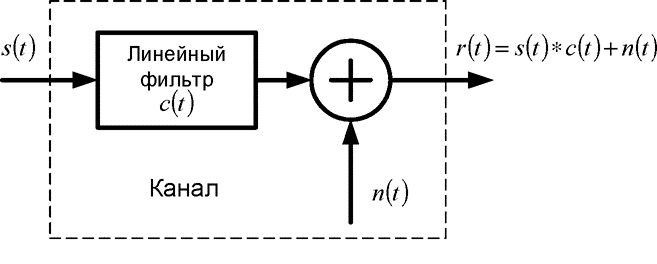 s(t)
Линейный
фильтр
c(t)
r(t)=s(t)*c(t)+n(t)
Канал
n(t)